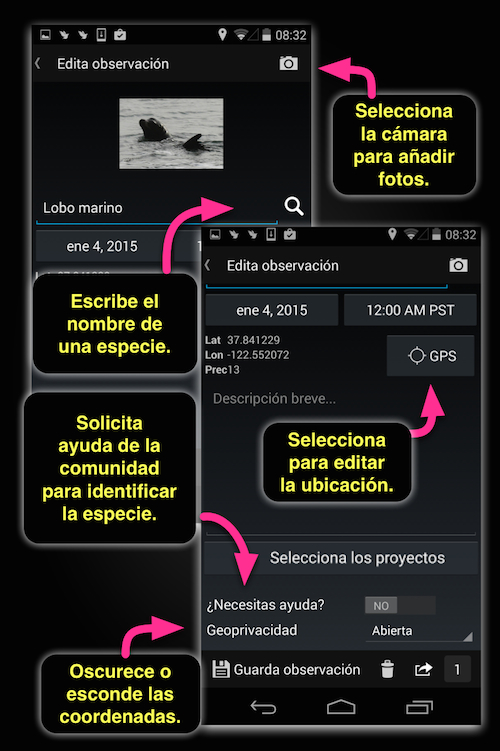 08:32
Edita observación
Selecciona
la cámara
para añadir
fotos.
Lobo marino
ene 4, 2015
Escribe el
nombre de
una especie.
Solicita
ayuda de la
comunidad
para identificar
la especie.
08:32
Edita observación
ene 4, 2015
12:00 AM PST
Lat 37.841229
Lon -122.552072
Prec 13
GPS
Descripción breve...
Selecciona
para editar
la ubicación.
Selecciona los proyectos
¿Necesitas ayuda?
NO
Geoprivacidad
Abierta
Oscurece o
esconde las
coordenadas.
Guarda observación
1